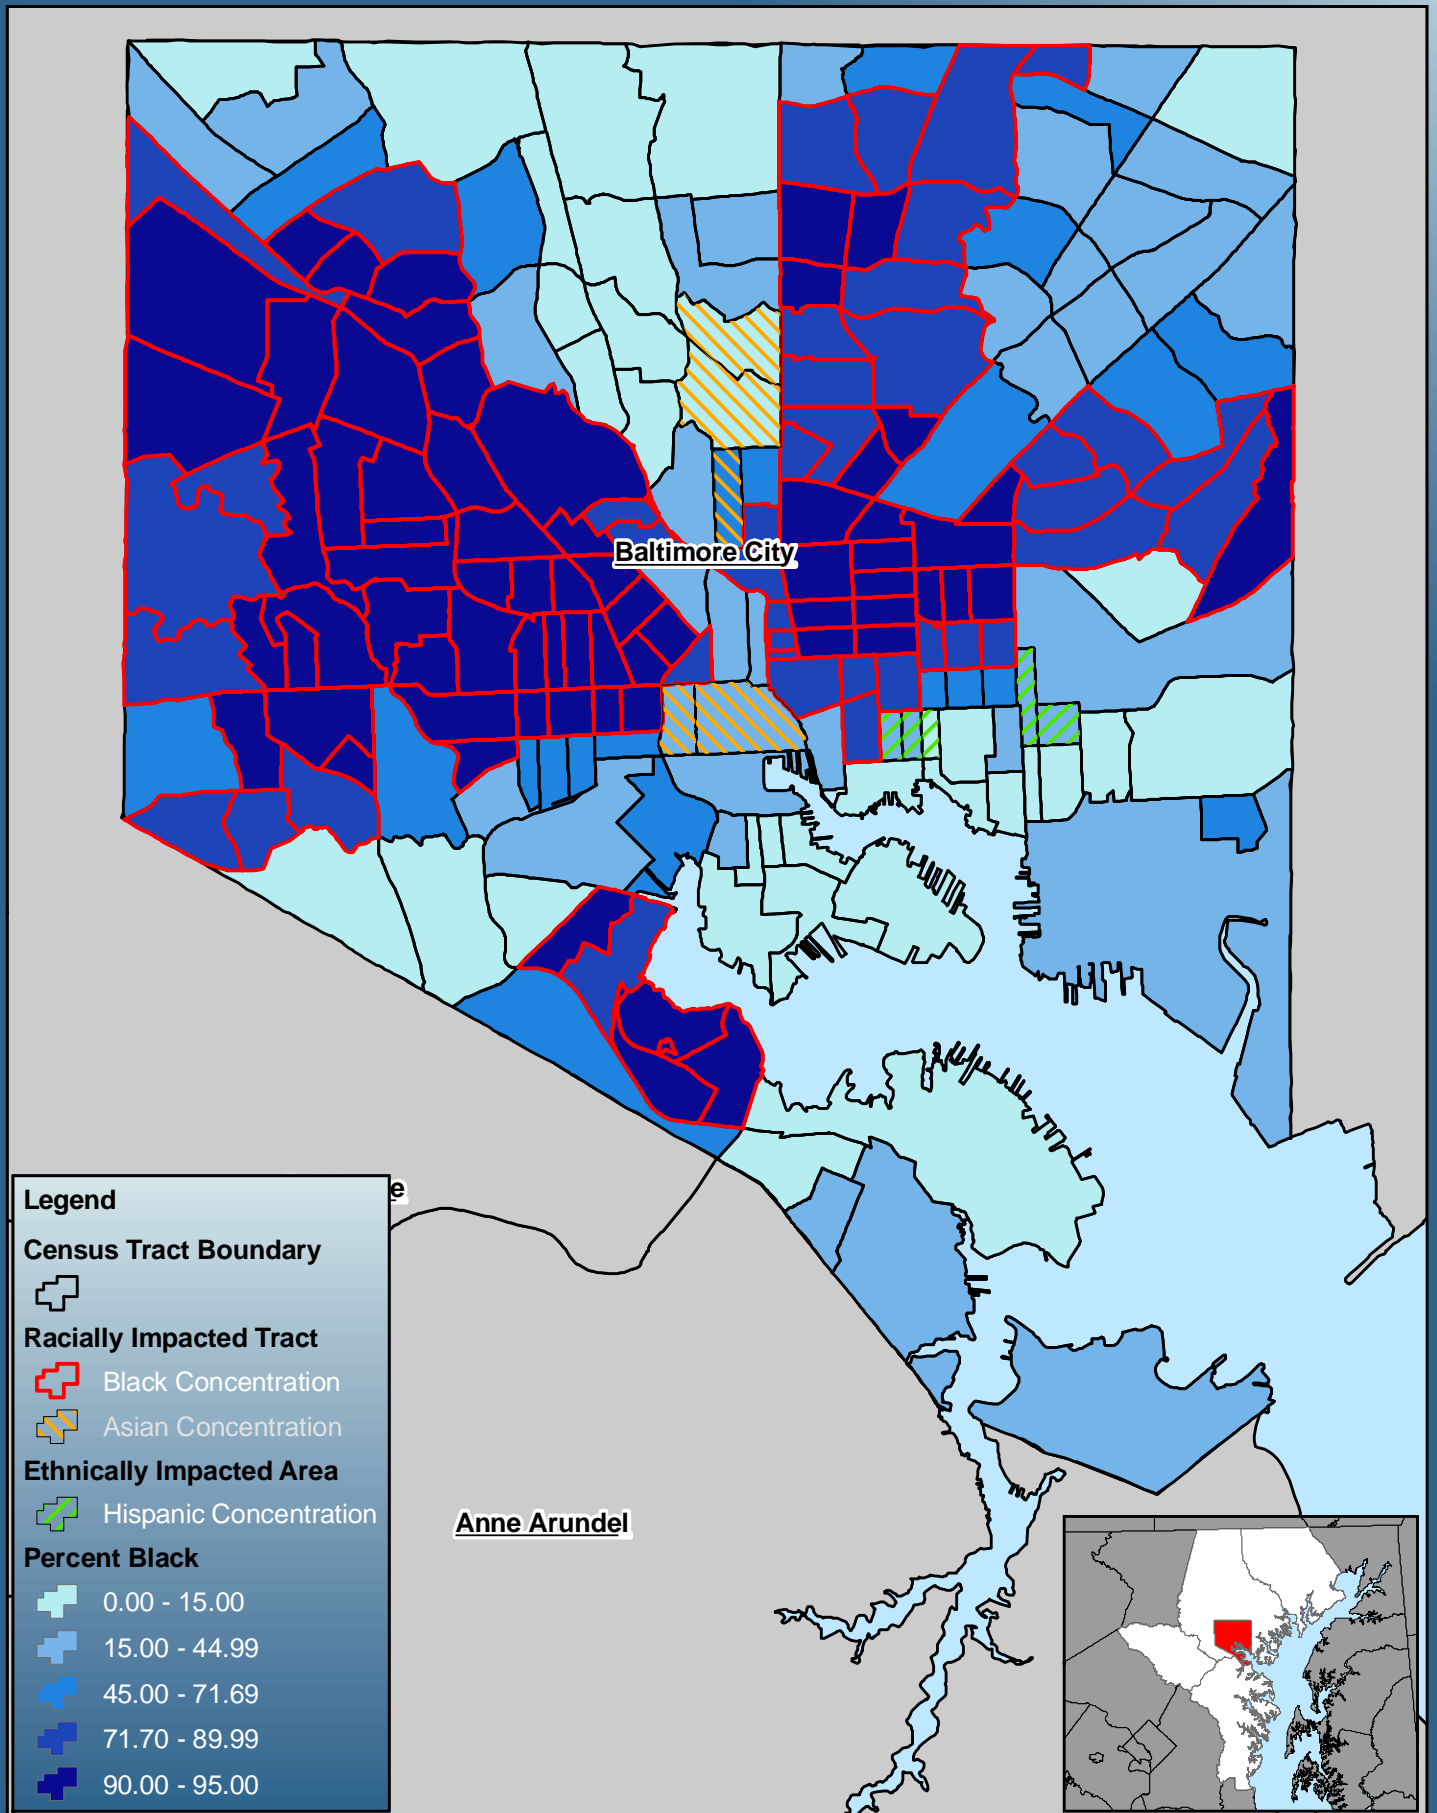 Baltimore City
e
Legend
Census Tract Boundary
Racially Impacted Tract
Black Concentration
Asian Concentration
Ethnically Impacted Area
Hispanic Concentration
Percent Black
0.00 - 15.00
15.00 - 44.99
45.00 - 71.69
71.70 - 89.99
90.00 - 95.00
Anne Arundel